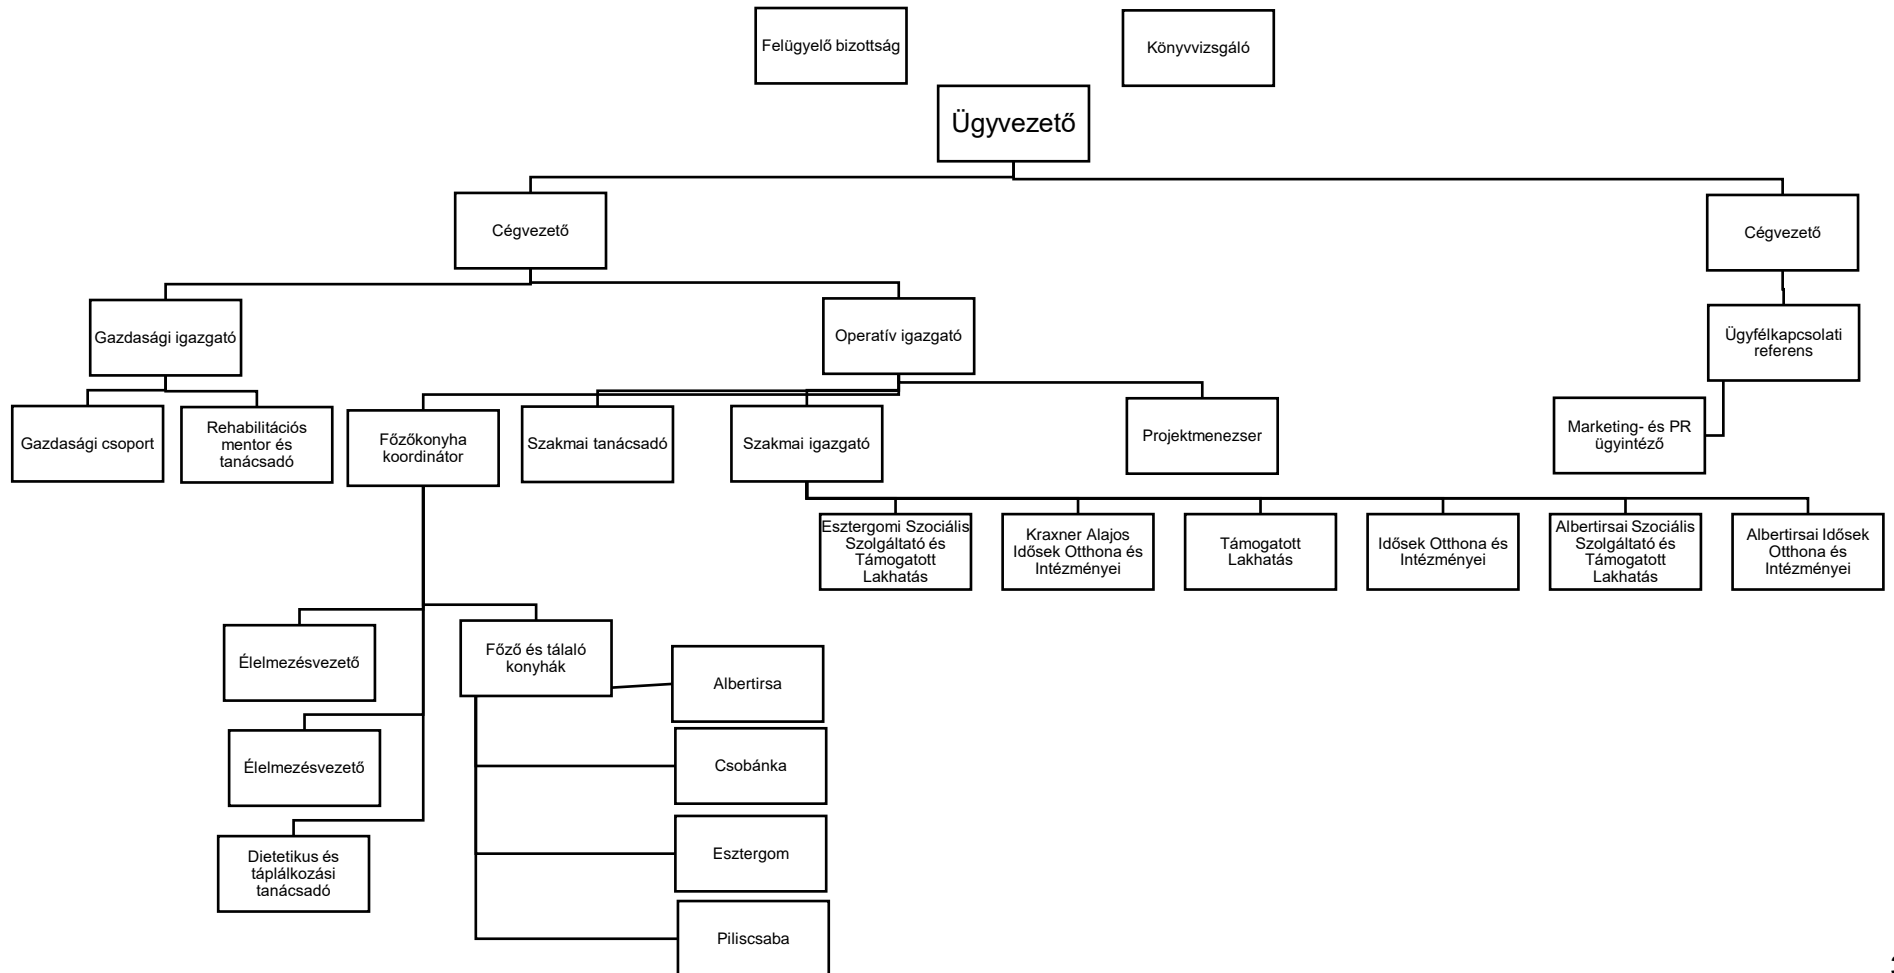 Felügyelő bizottság
Könyvvizsgáló
Ügyvezető
Cégvezető
Cégvezető
Gazdasági igazgató
Operatív igazgató
Ügyfélkapcsolati
referens
Gazdasági csoport
Rehabilitációs
mentor és
tanácsadó
Főzőkonyha
koordinátor
Szakmai tanácsadó
Szakmai igazgató
Projektmenezser
Marketing- és PR
ügyintéző
Esztergomi Szociális
Szolgáltató és
Támogatott
Lakhatás
Kraxner Alajos
Idősek Otthona és
Intézményei
Támogatott
Lakhatás
Idősek Otthona és
Intézményei
Albertirsai Szociális
Szolgáltató és
Támogatott
Lakhatás
Albertirsai Idősek
Otthona és
Intézményei
Élelmezésvezető
Főző és tálaló
konyhák
Albertirsa
Élelmezésvezető
Csobánka
Dietetikus és
táplálkozási
tanácsadó
Esztergom
Piliscsaba